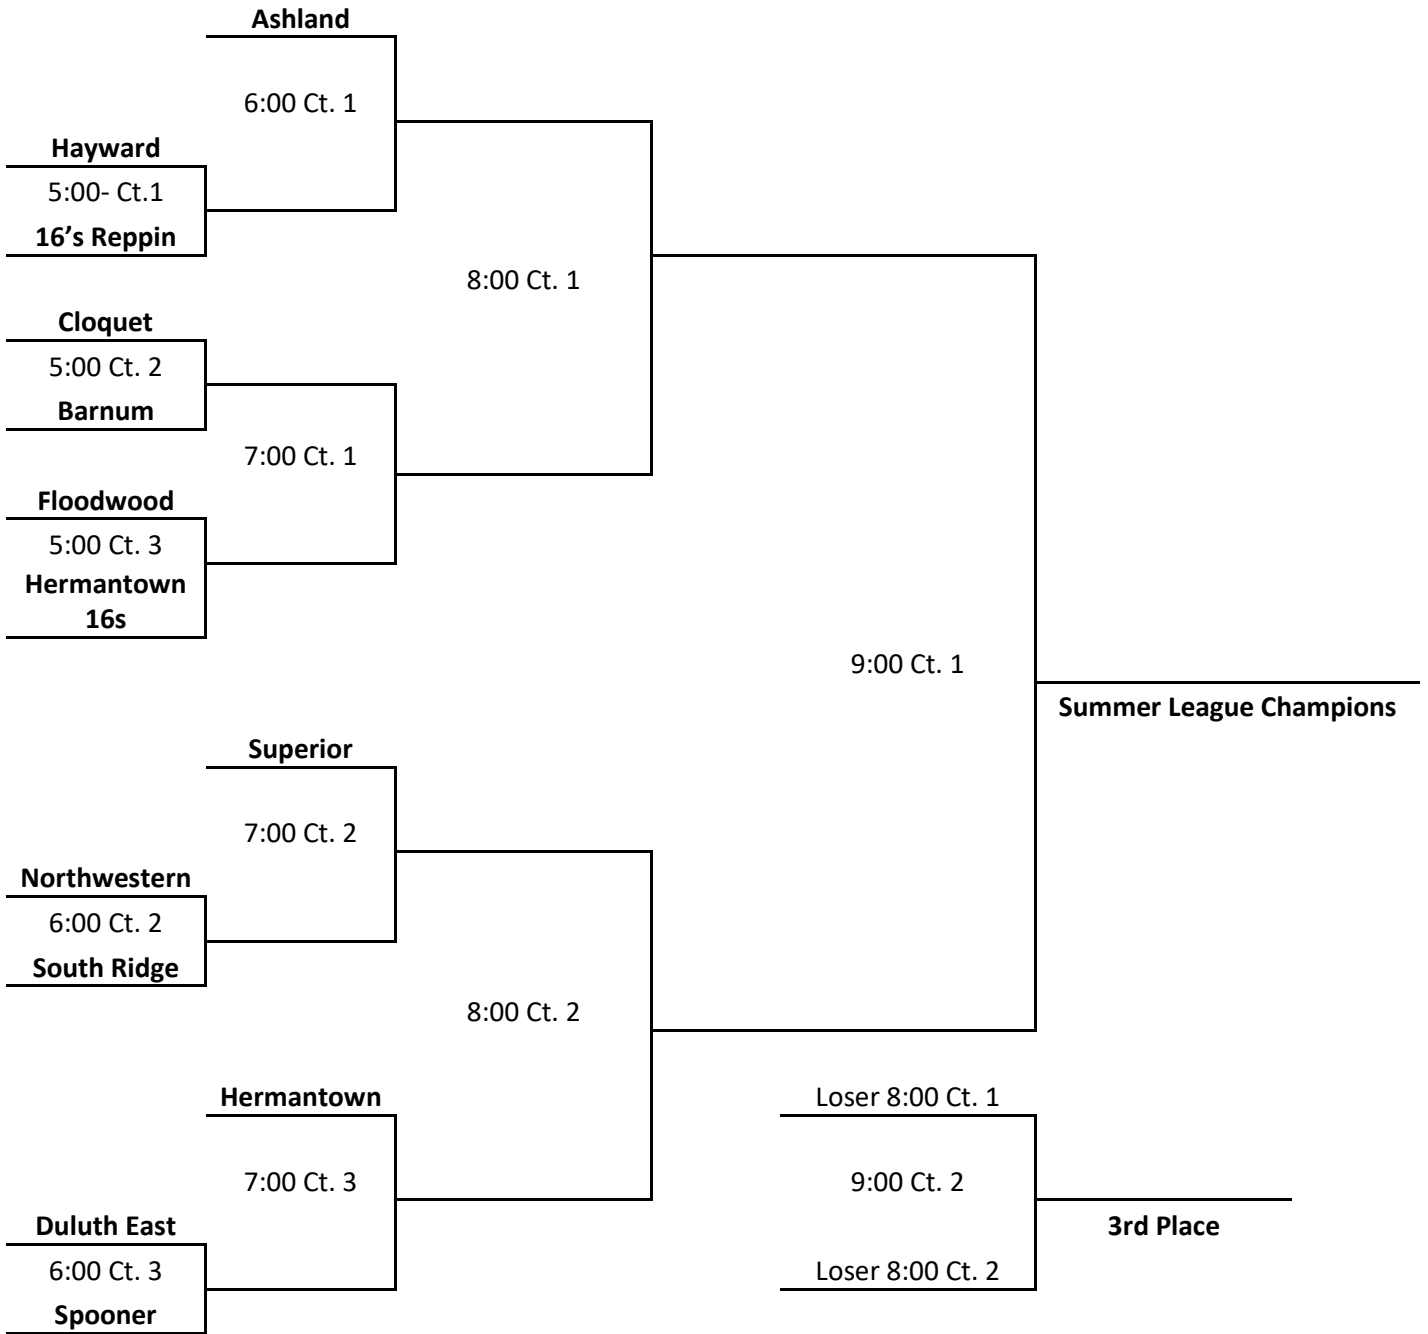 Ashland
6:00 Ct. 1
Hayward
5:00- Ct.1
16’s Reppin
8:00 Ct. 1
Cloquet
5:00 Ct. 2
Barnum
7:00 Ct. 1
Floodwood
5:00 Ct. 3
Hermantown
16s
9:00 Ct. 1
Summer League Champions
Superior
7:00 Ct. 2
Northwestern
6:00 Ct. 2
South Ridge
8:00 Ct. 2
Hermantown
Loser 8:00 Ct. 1
7:00 Ct. 3
9:00 Ct. 2
Duluth East
3rd Place
6:00 Ct. 3
Loser 8:00 Ct. 2
Spooner